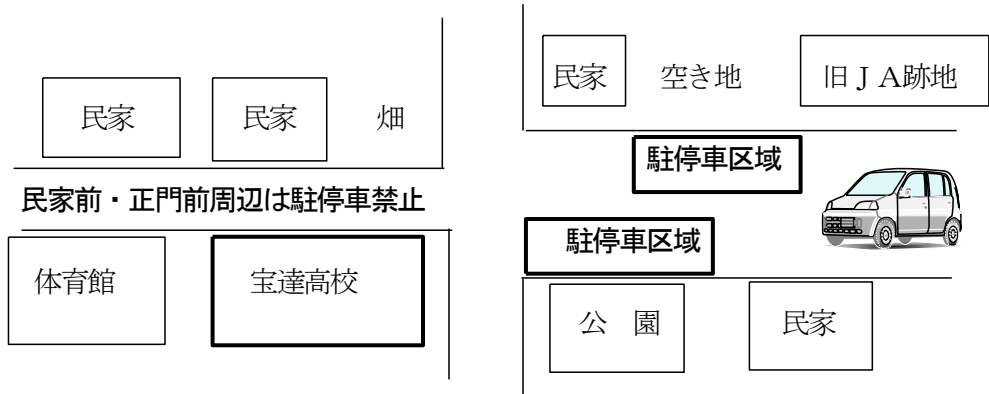 民家 空き地 旧JA跡地
民家 民家 畑
駐停車区域
民家前・正門前周辺は駐停車禁止
駐停車区域
体育館 宝達高校
公 園 民家